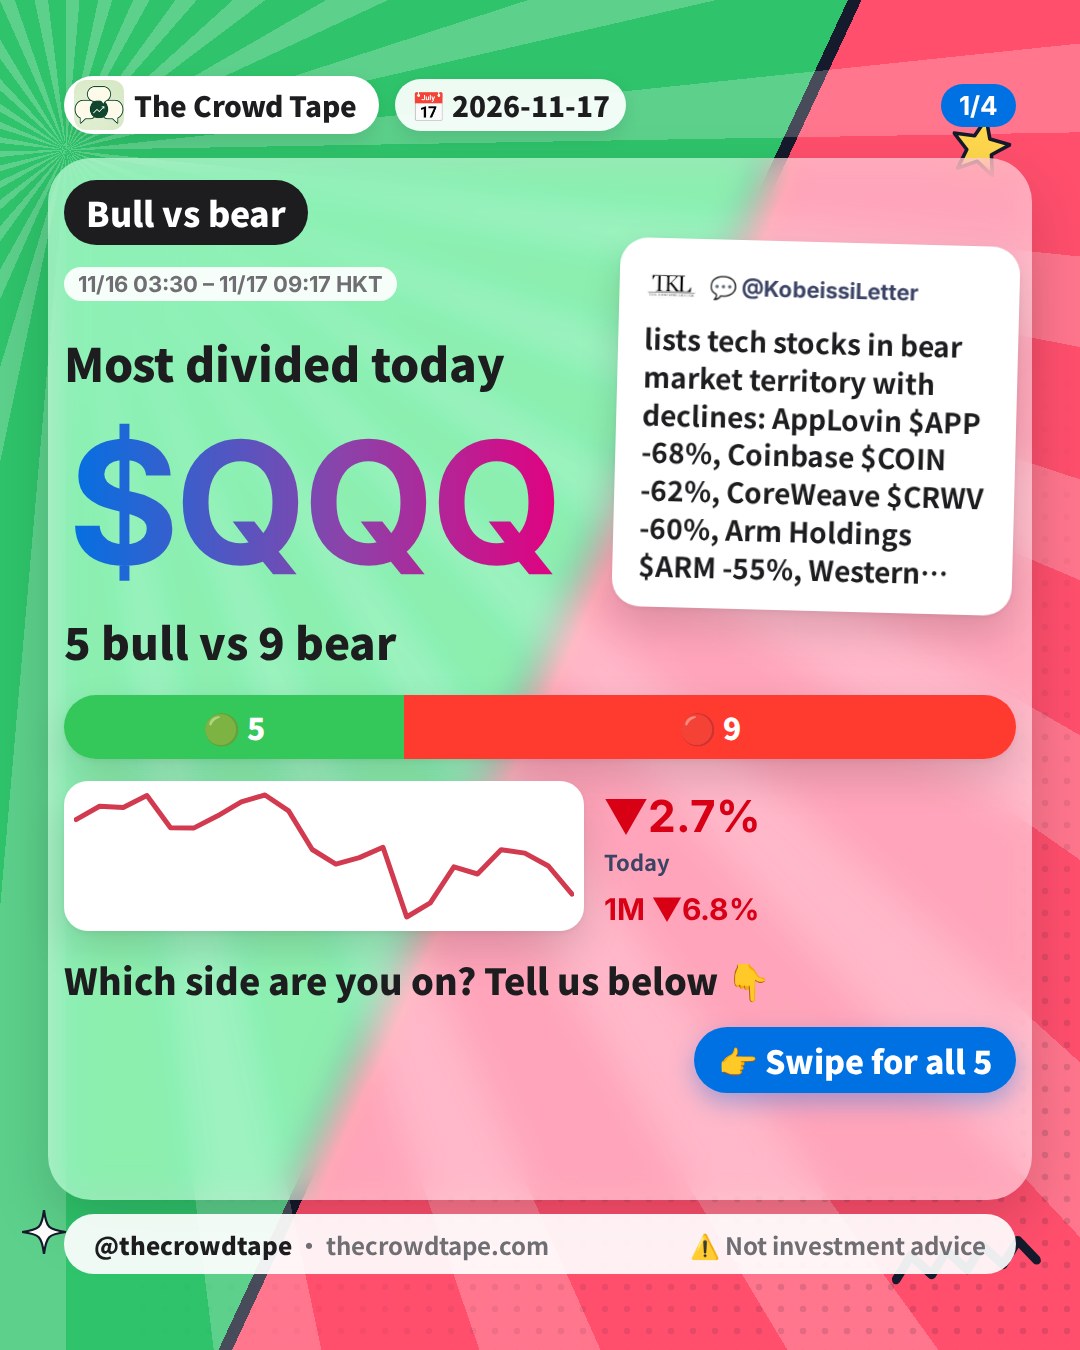 The Crowd Tape
📅 2026-11-17
1/4
Bull vs bear
11/16 03:30 – 11/17 09:17 HKT
TKL 💬 @KobeissiLetter
lists tech stocks in bear
market territory with
declines: AppLovin $APP
-68%, Coinbase $COIN
-62%, CoreWeave $CRWV
-60%, Arm Holdings
$ARM -55%, Western⋯
Most divided today
$QQQ
5 bull vs 9 bear
🟢 5
🔴 9
▼2.7%
Today
1M ▼6.8%
Which side are you on? Tell us below 👇
👉 Swipe for all 5
@thecrowdtape · thecrowdtape.com
⚠️ Not investment advice